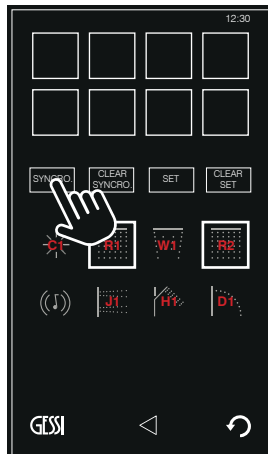 12:30
SYNCRO. CLEAR SYNCRO. SET CLEAR SET
C1 R1 W1 R2
J1 H1 D1
GESSI